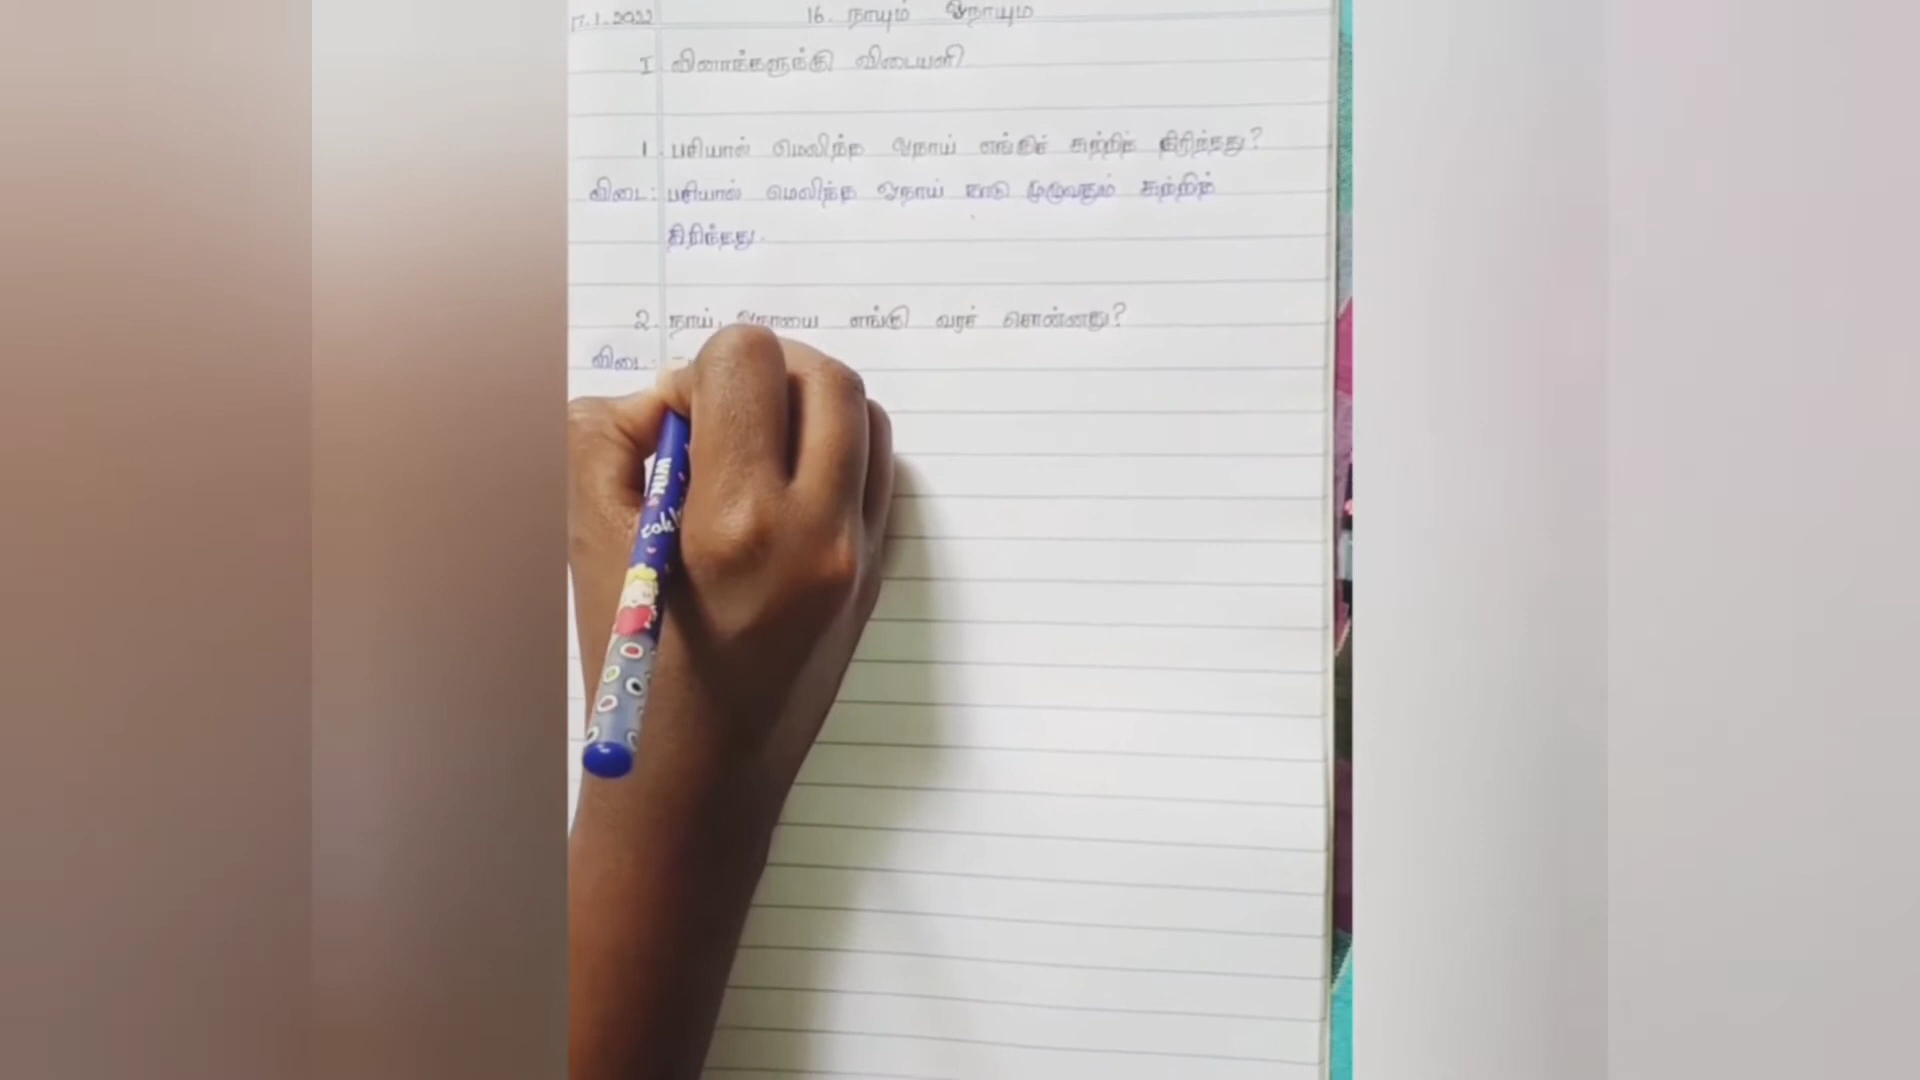 17.1.2022
16. நாயும் ஓநாயும்
I வினாக்களுக்கு விடையளி
1. பசியால் மெலிந்த ஓநாய் எங்குச் சுற்றித் திரிந்தது?
விடை: பசியால் மெலிந்த ஓநாய் காடு முழுவதும் சுற்றித்
திரிந்தது.
2. நாய், ஓநாயை எங்கு வரச் சொன்னது?
விடை: